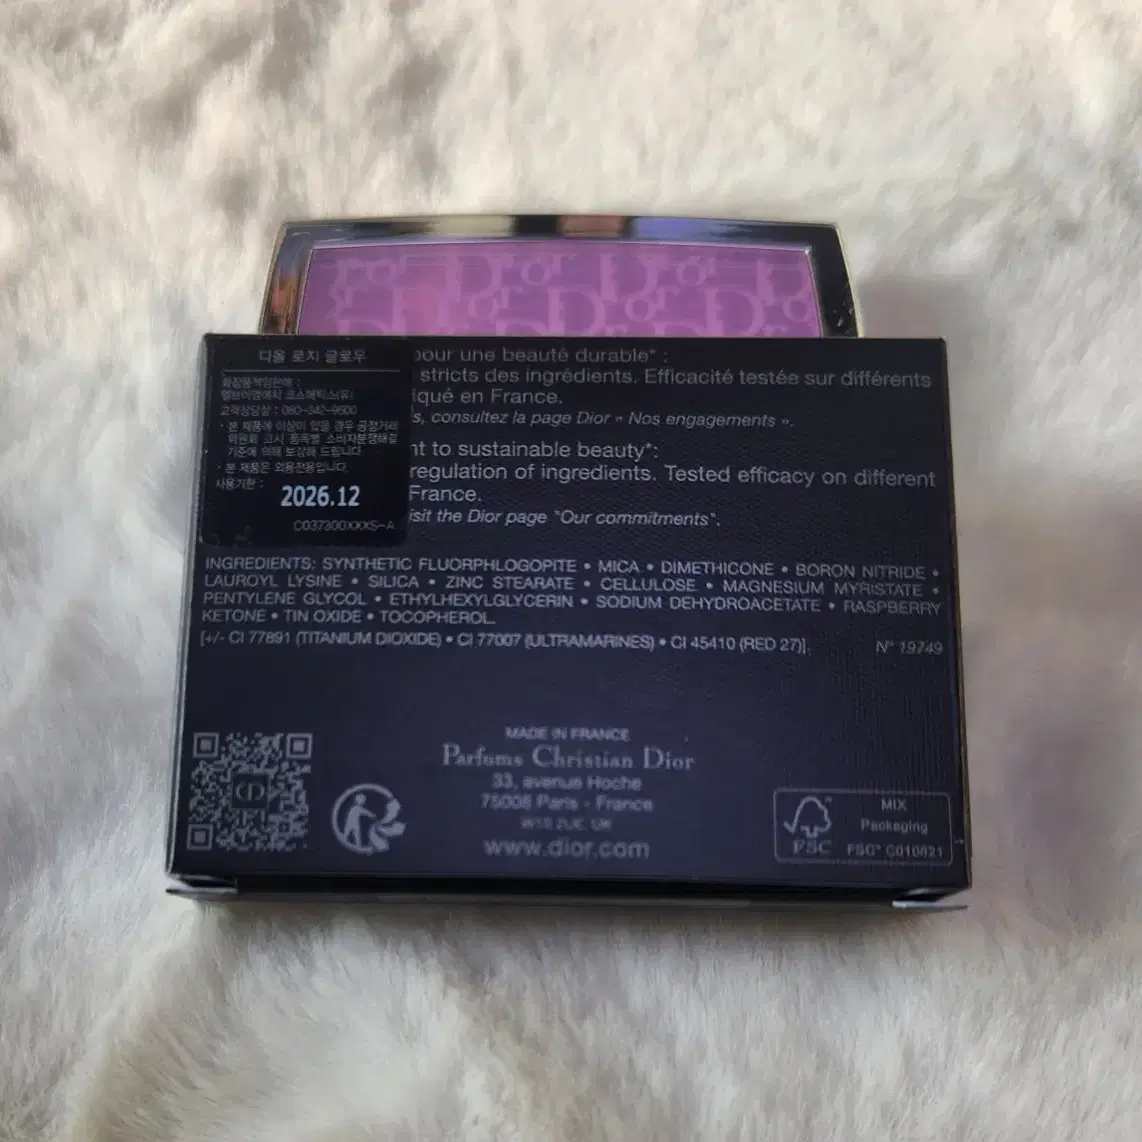 Dior Dior Dior
Dior Dior Dior
디올 로지 글로우
화장품책임판매업자 :
엘브이엠에치 코스메틱스(유)
고객상담실 : 080-342-9500
· 본 제품에 이상이 있을 경우 공정거래
위원회 고시 품목별 소비자분쟁해결
기준에 의해 보상해 드립니다.
· 본 제품은 외용전용입니다.
사용기한 :
2026.12
C037300XXXS-A
pour une beauté durable* :
stricts des ingrédients. Efficacité testée sur différents
iqué en France.
s, consultez la page Dior « Nos engagements ».
nt to sustainable beauty*:
regulation of ingredients. Tested efficacy on different
France.
isit the Dior page "Our commitments".
INGREDIENTS: SYNTHETIC FLUORPHLOGOPITE • MICA • DIMETHICONE • BORON NITRIDE •
LAUROYL LYSINE • SILICA • ZINC STEARATE • CELLULOSE • MAGNESIUM MYRISTATE •
PENTYLENE GLYCOL • ETHYLHEXYLGLYCERIN • SODIUM DEHYDROACETATE • RASPBERRY
KETONE • TIN OXIDE • TOCOPHEROL.
[+/- CI 77891 (TITANIUM DIOXIDE) • CI 77007 (ULTRAMARINES) • CI 45410 (RED 27)].
N° 19749
MADE IN FRANCE
Parfums Christian Dior
33, avenue Hoche
75008 Paris - France
W1S 2UE, UK
www.dior.com
FSC
MIX
Packaging
FSC® C010821